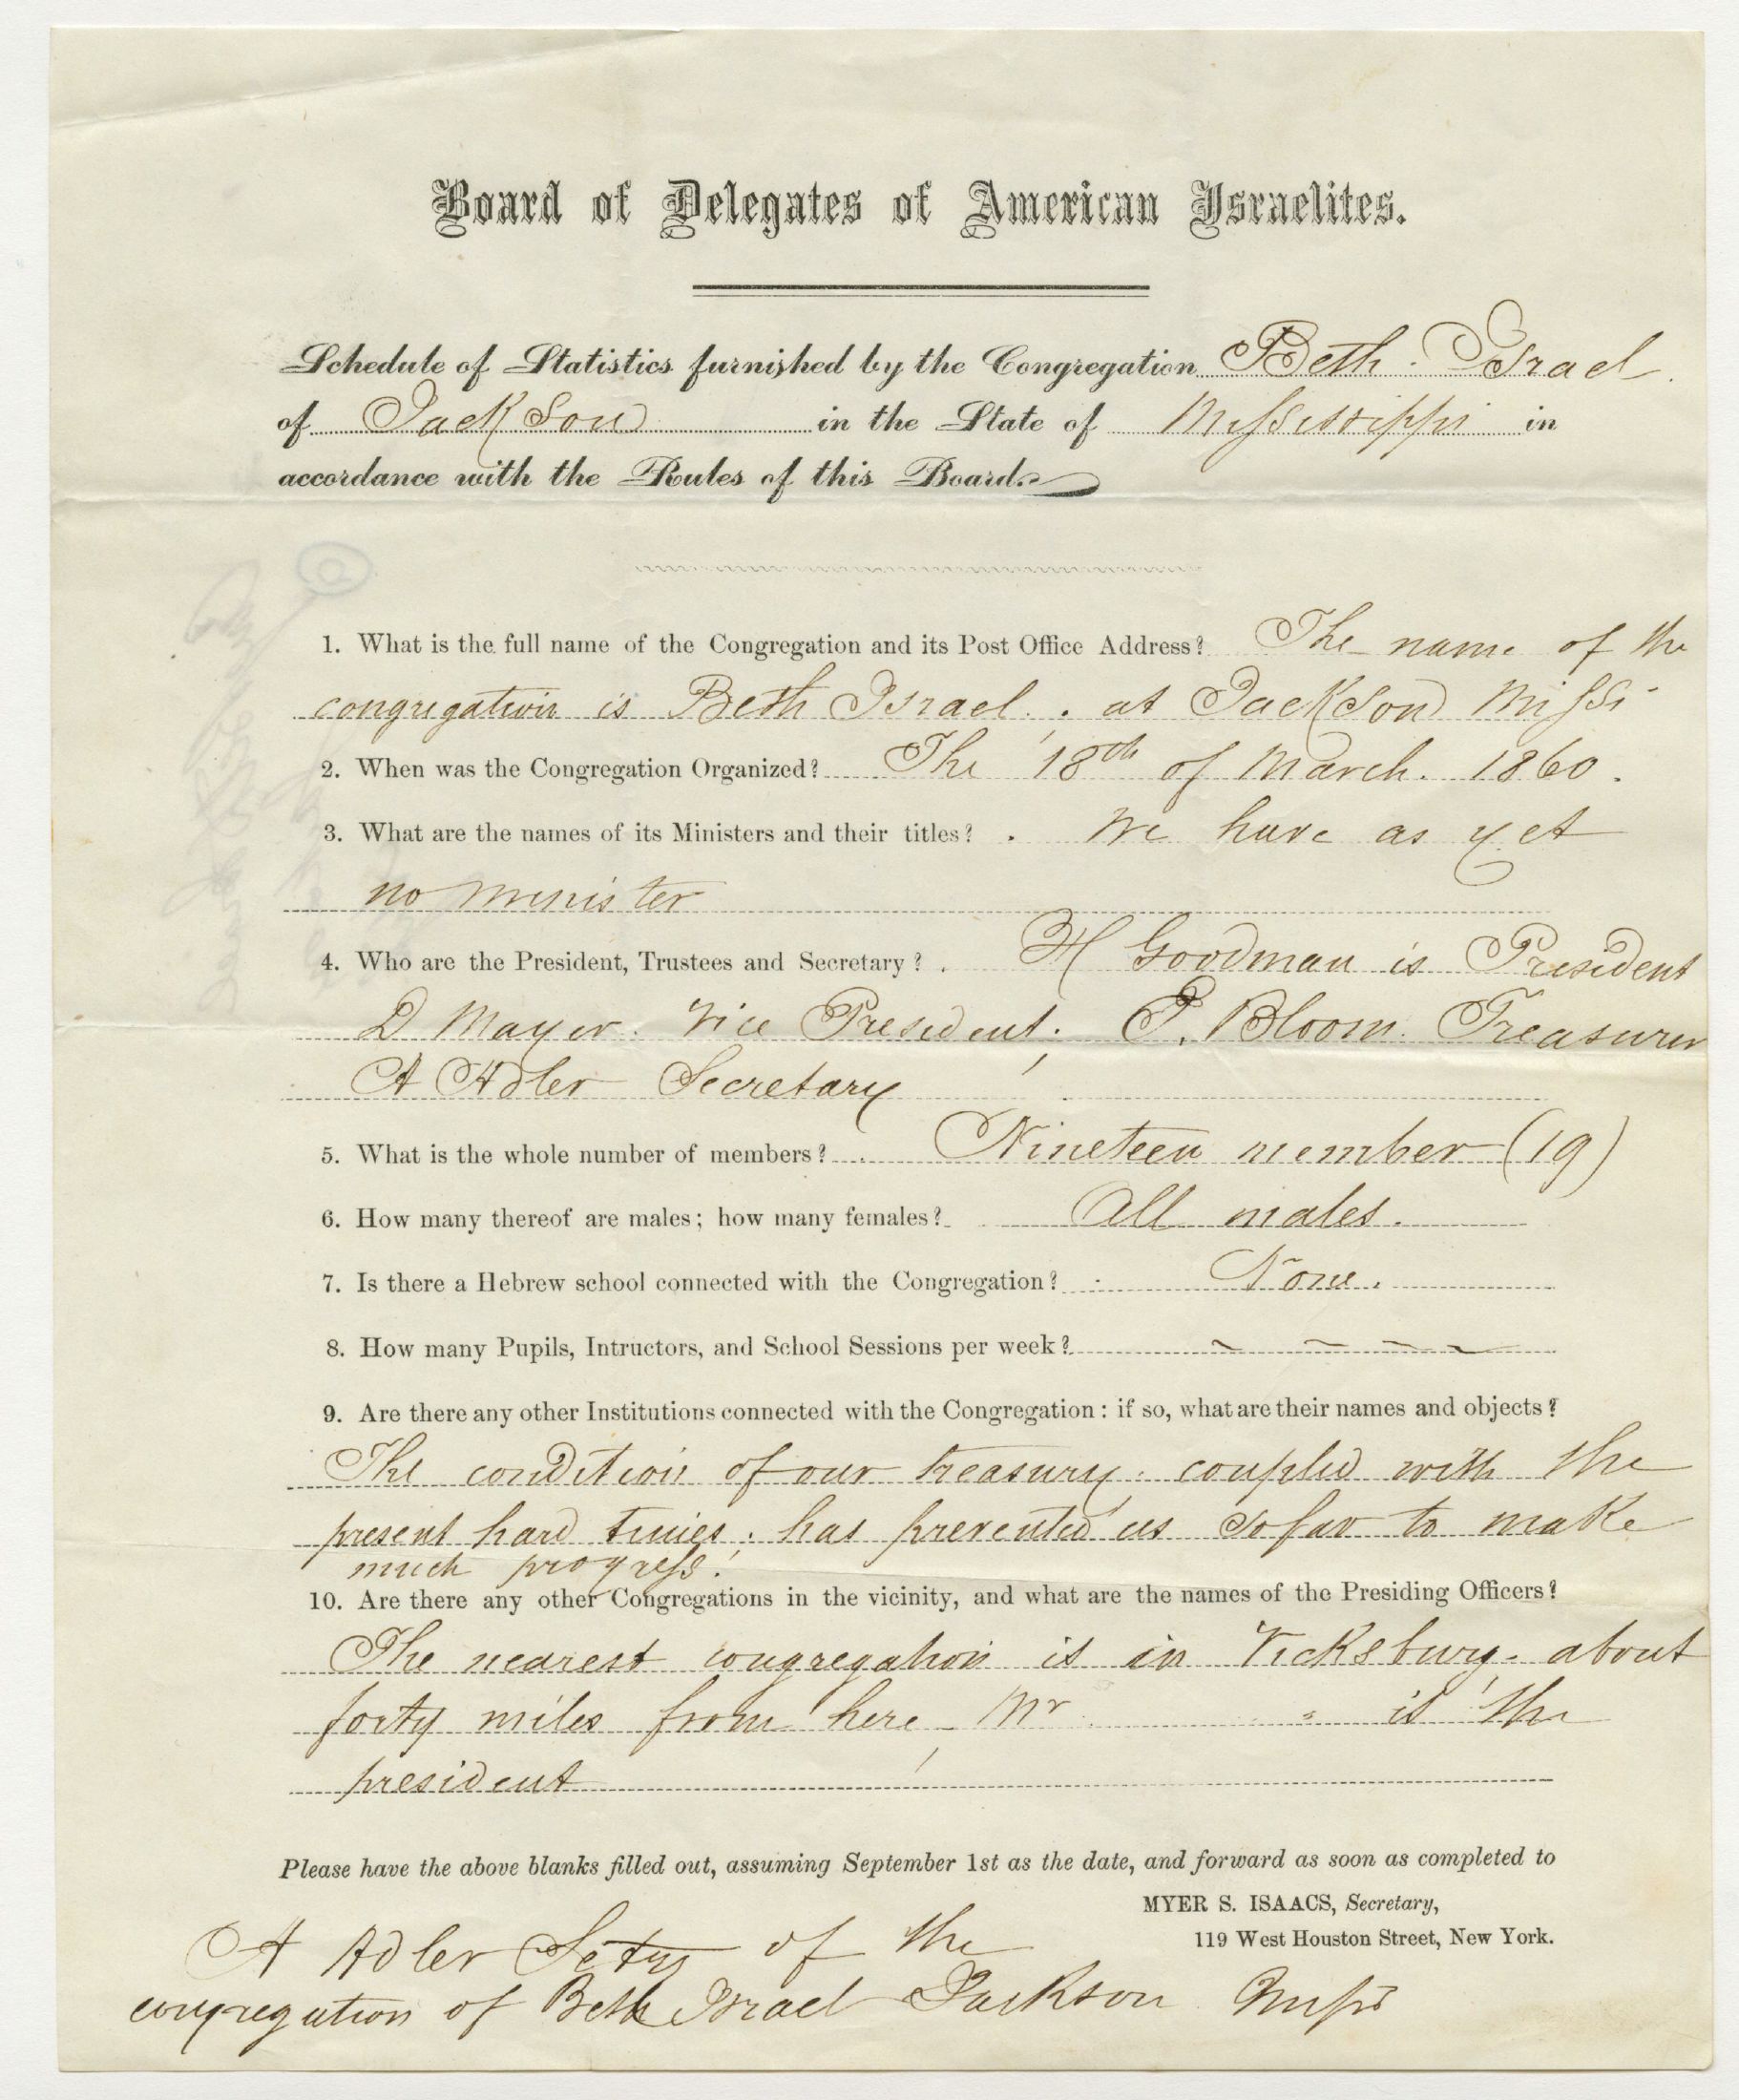 Board of Delegates of American Israelites.
Schedule of Statistics furnished by the Congregation Beth. Israel
of Jackson in the State of Mississippi in
accordance with the Rules of this Board.
1. What is the full name of the Congregation and its Post Office Address? The name of the
congregation is Beth Israel. at Jackson Missi
2. When was the Congregation Organized? The 18th of March. 1860.
3. What are the names of its Ministers and their titles? We have as yet
no minister
4. Who are the President, Trustees and Secretary? H Goodman is President
D Mayer. Vice President. P. Bloom. Treasurer
A Adler Secretary
5. What is the whole number of members? Nineteen member (19)
6. How many thereof are males; how many females? All males.
7. Is there a Hebrew school connected with the Congregation? None.
8. How many Pupils, Intructors, and School Sessions per week? ~ ~ ~ ~
9. Are there any other Institutions connected with the Congregation: if so, what are their names and objects?
The condition of our treasury. coupled with the
present hard times; has prevented us so far to make
much progress!
10. Are there any other Congregations in the vicinity, and what are the names of the Presiding Officers?
The nearest congregation is in Vicksburg. about
forty miles from here Mr is the
president
Please have the above blanks filled out, assuming September 1st as the date, and forward as soon as completed to
MYER S. ISAACS, Secretary,
119 West Houston Street, New York.
A Adler Setry of the
congregation of Beth Israel Jackson Missi